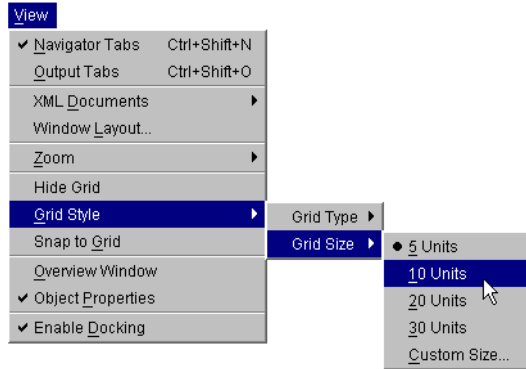 View
Navigator Tabs Ctrl+Shift+N
Output Tabs Ctrl+Shift+O
XML Documents
Window Layout...
Zoom
Hide Grid
Grid Style
Grid Type
Snap to Grid
Grid Size
5 Units
Overview Window
10 Units
Object Properties
20 Units
Enable Docking
30 Units
Custom Size...